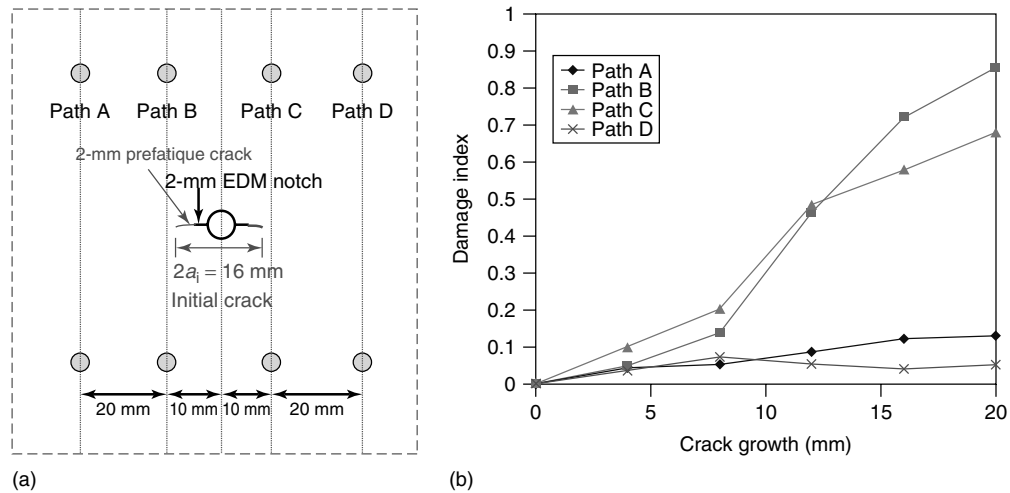 Path A
Path B
Path C
Path D
2-mm prefatique crack
2-mm EDM notch
2aᵢ = 16 mm
Initial crack
20 mm
10 mm
10 mm
20 mm
(a)
1
0.9
0.8
0.7
0.6
0.5
0.4
0.3
0.2
0.1
0
Damage index
Path A
Path B
Path C
Path D
0
5
10
15
20
Crack growth (mm)
(b)